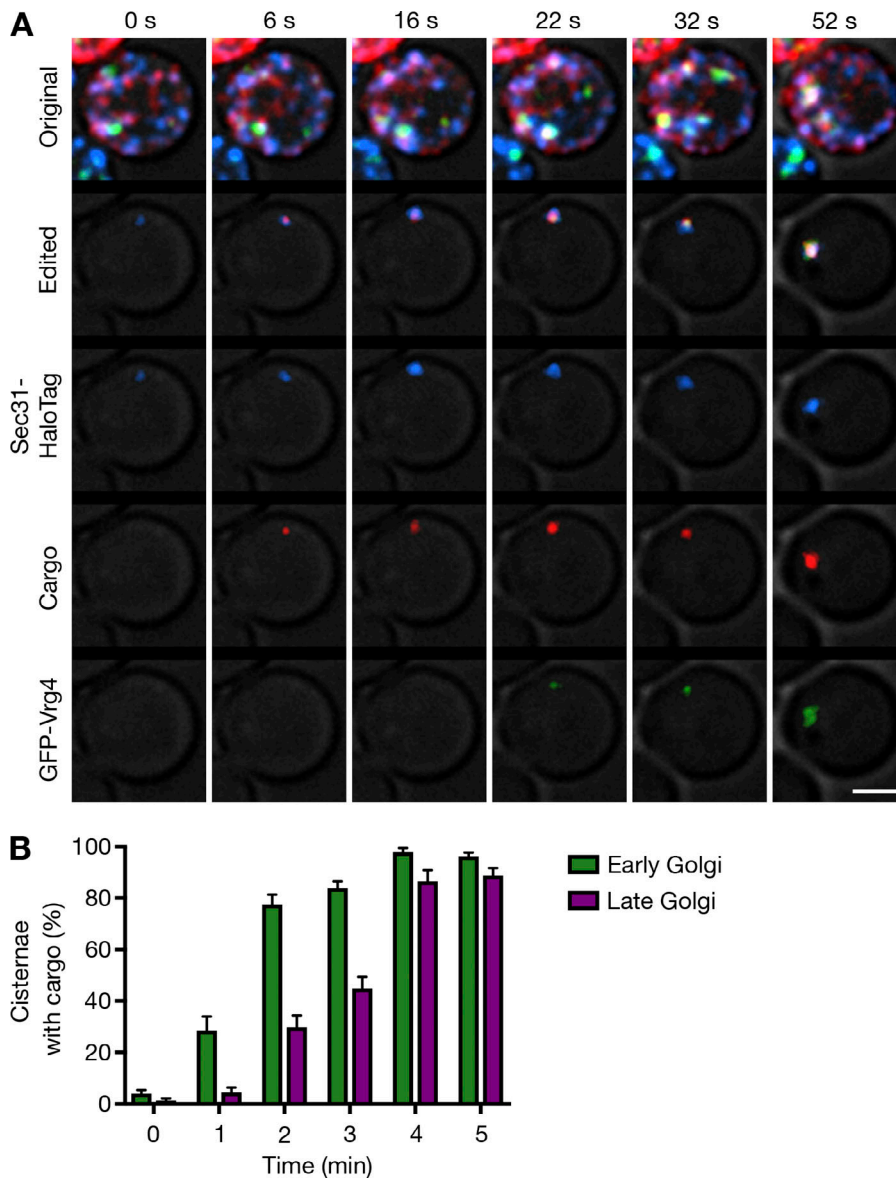 A
0 s 6 s 16 s 22 s 32 s 52 s
Original
Edited
Sec31-
HaloTag
Cargo
GFP-Vrg4
B
Cisternae
with cargo (%)
100
80
60
40
20
0
0 1 2 3 4 5
Time (min)
Early Golgi
Late Golgi